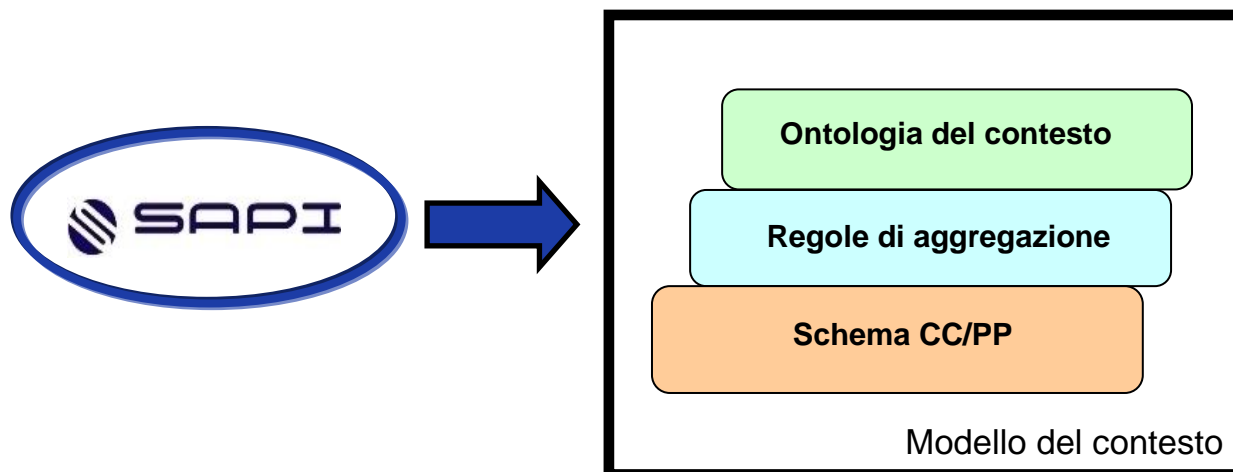 SAPI
Ontologia del contesto
Regole di aggregazione
Schema CC/PP
Modello del contesto